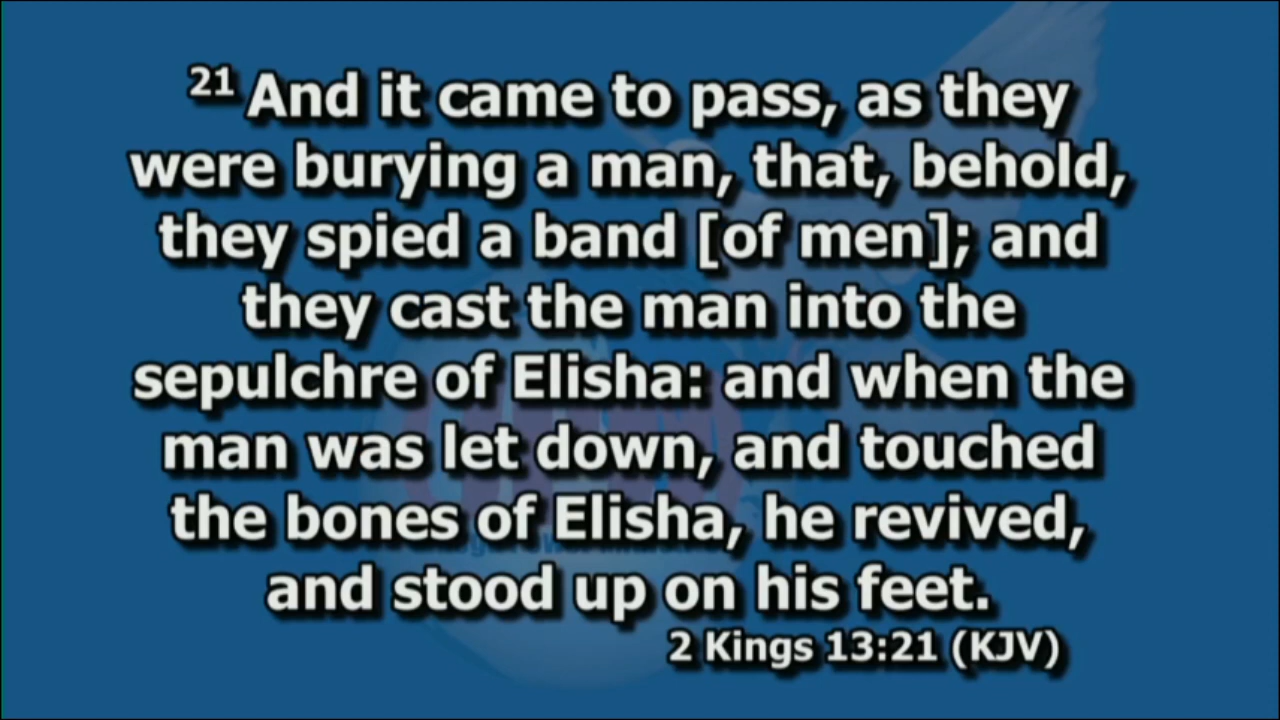 21 And it came to pass, as they
were burying a man, that, behold,
they spied a band [of men]; and
they cast the man into the
sepulchre of Elisha: and when the
man was let down, and touched
the bones of Elisha, he revived,
and stood up on his feet.
2 Kings 13:21 (KJV)